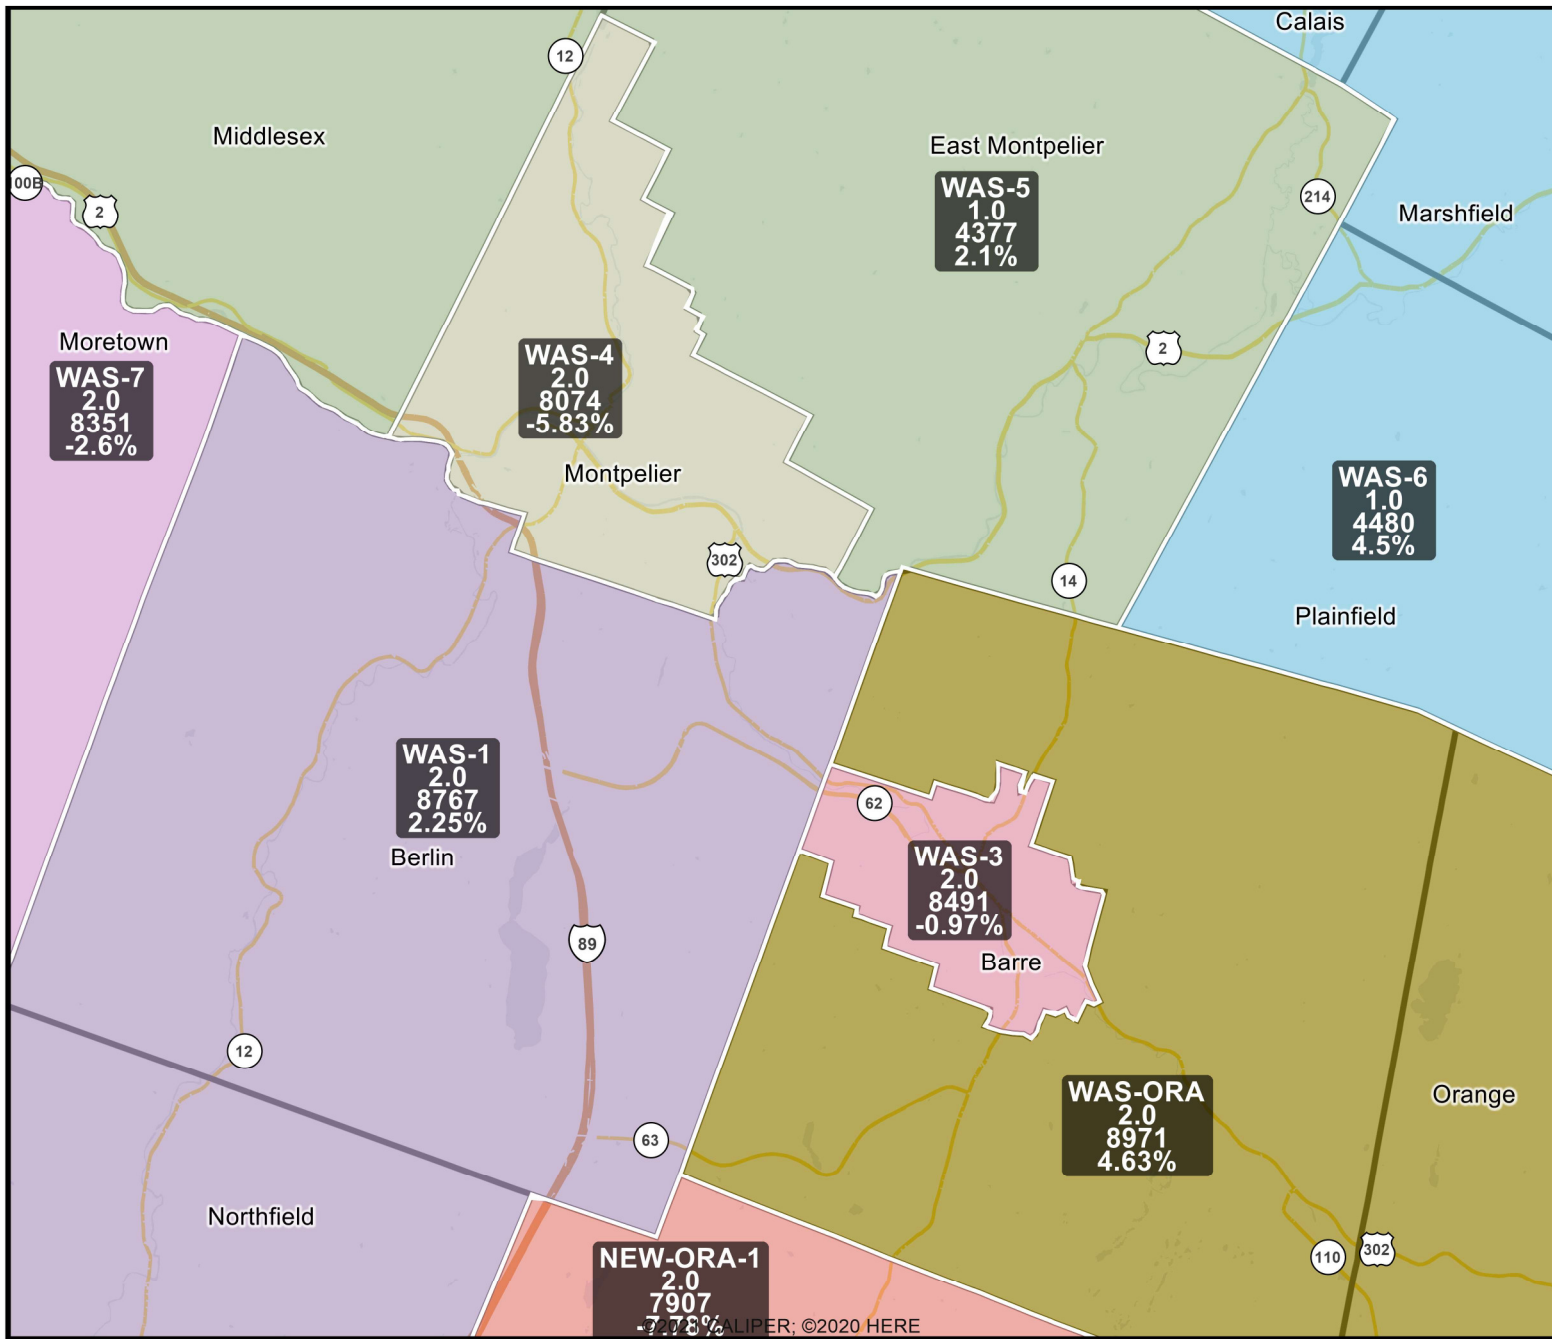 Calais
12
Middlesex
East Montpelier
WAS-5
1.0
4377
2.1%
100B
2
214
Marshfield
Moretown
WAS-7
2.0
8351
-2.6%
WAS-4
2.0
8074
-5.83%
2
Montpelier
WAS-6
1.0
4480
4.5%
302
14
Plainfield
WAS-1
2.0
8767
2.25%
Berlin
62
WAS-3
2.0
8491
-0.97%
Barre
89
12
WAS-ORA
2.0
8971
4.63%
Orange
63
Northfield
NEW-ORA-1
2.0
7907
-7.78%
110
302
©2021 CALIPER; ©2020 HERE